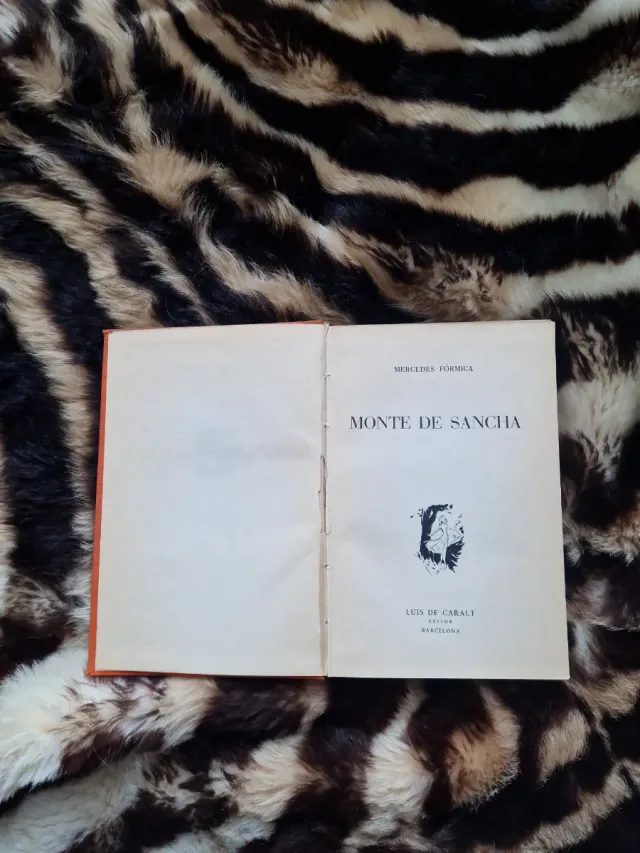 MERCEDES FÓRMICA
MONTE DE SANCHA
LUIS DE CARALT
EDITOR
BARCELONA